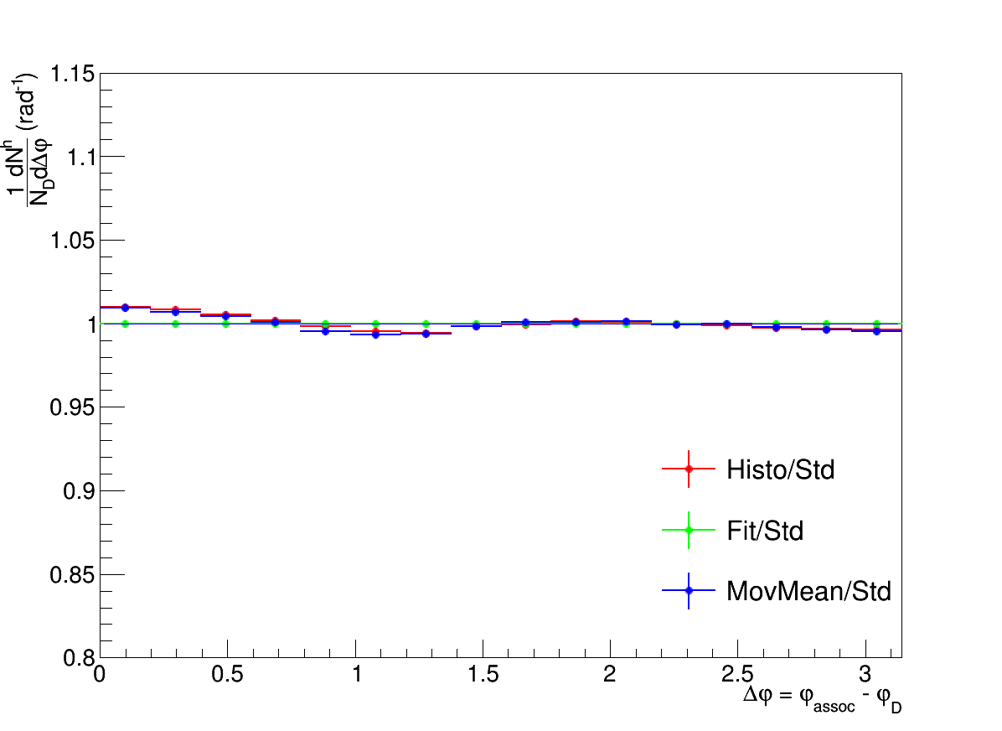 1.15
1.1
1.05
1
0.95
0.9
0.85
0.8
1 dN^h
N_D dΔφ (rad^-1)
Histo/Std
Fit/Std
MovMean/Std
0 0.5 1 1.5 2 2.5 3
Δφ = φ_assoc - φ_D